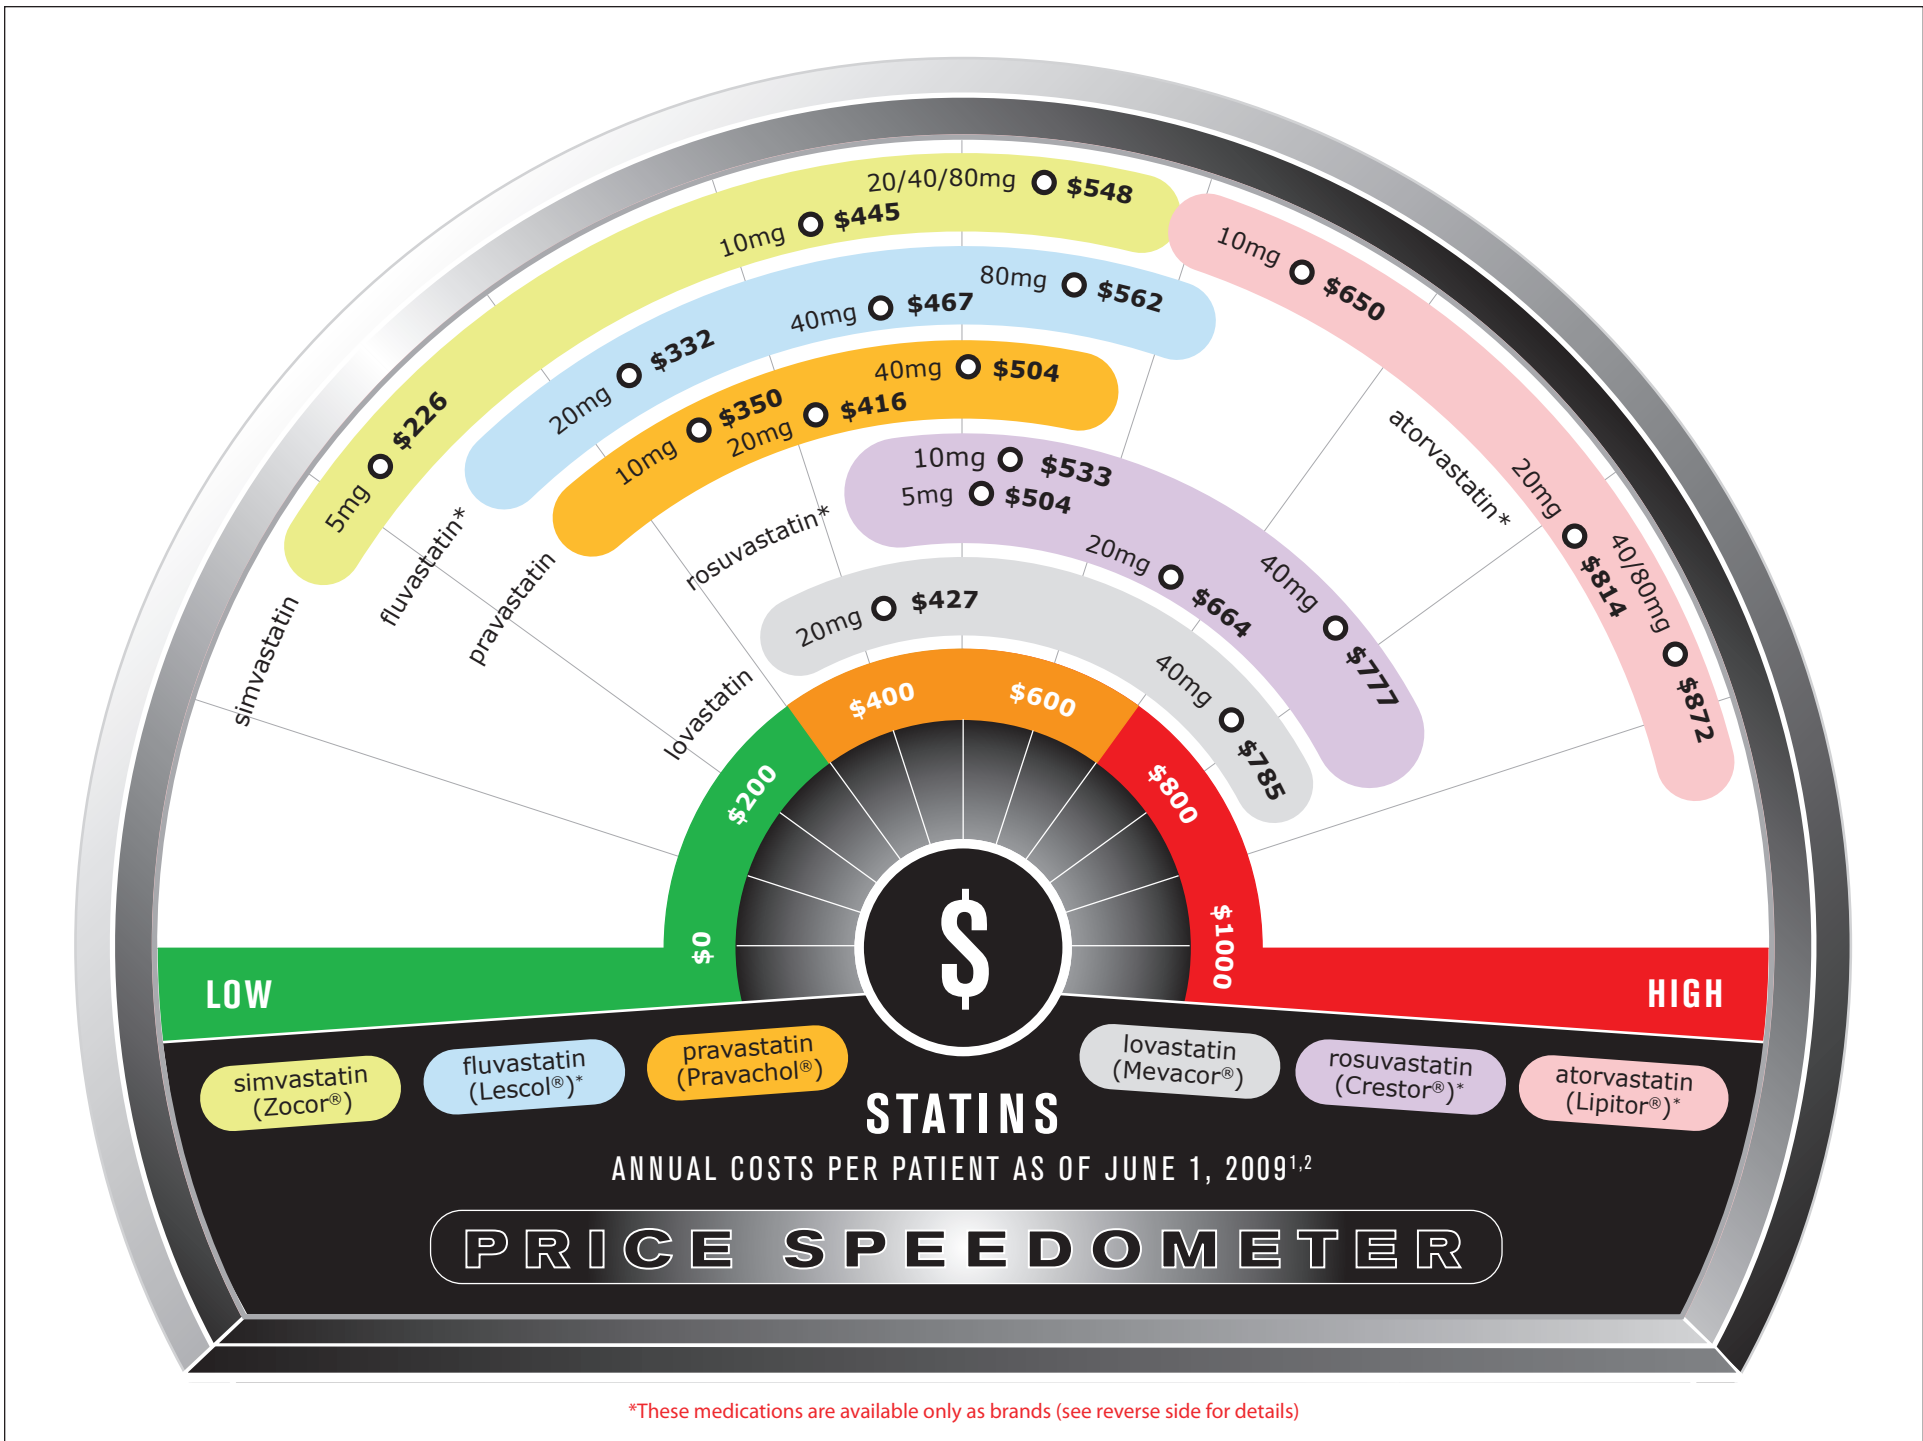 20/40/80mg $548
10mg $445
5mg $226
simvastatin
80mg $562
40mg $467
20mg $332
fluvastatin*
40mg $504
10mg $350
20mg $416
pravastatin
10mg $533
5mg $504
20mg $664
40mg $777
rosuvastatin*
20mg $427
40mg $785
lovastatin
10mg $650
20mg $814
40/80mg $872
atorvastatin*
$0
$200
$400
$600
$800
$1000
$
LOW
HIGH
simvastatin
(Zocor®)
fluvastatin
(Lescol®)*
pravastatin
(Pravachol®)
lovastatin
(Mevacor®)
rosuvastatin
(Crestor®)*
atorvastatin
(Lipitor®)*
STATINS
ANNUAL COSTS PER PATIENT AS OF JUNE 1, 2009¹,²
PRICE SPEEDOMETER
*These medications are available only as brands (see reverse side for details)